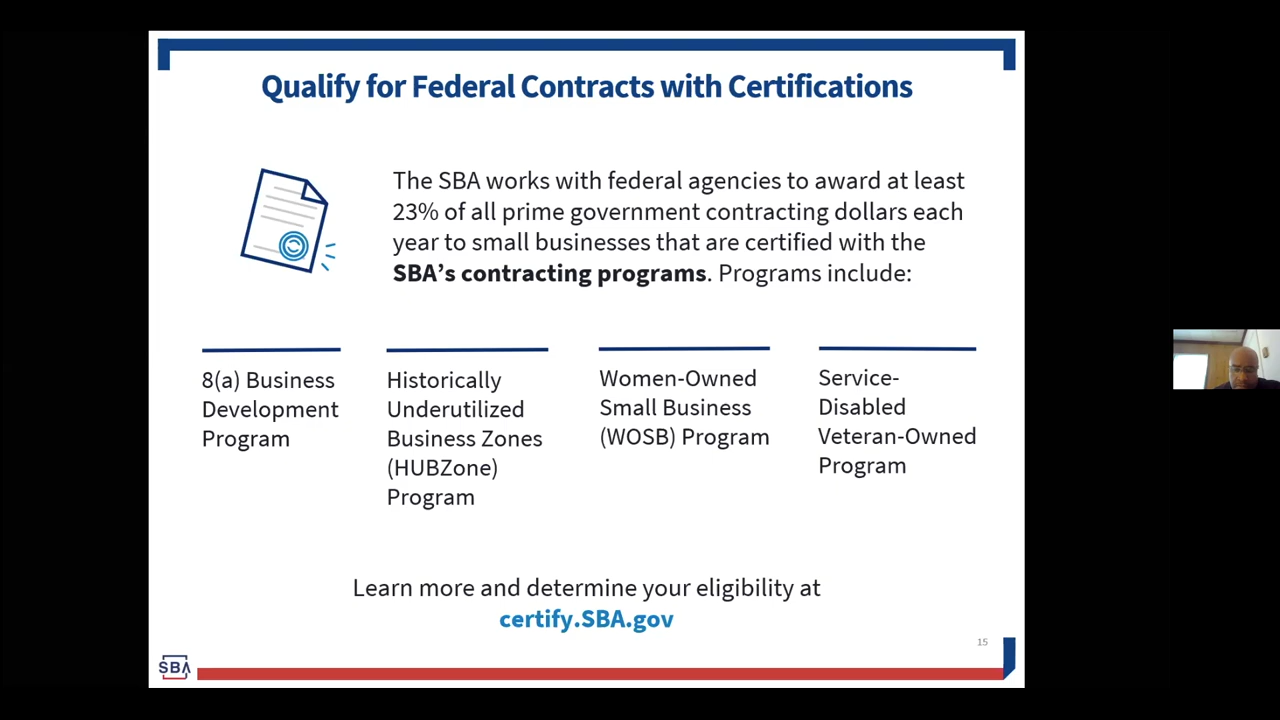 Qualify for Federal Contracts with Certifications
The SBA works with federal agencies to award at least
23% of all prime government contracting dollars each
year to small businesses that are certified with the
SBA’s contracting programs. Programs include:
8(a) Business
Development
Program
Historically
Underutilized
Business Zones
(HUBZone)
Program
Women-Owned
Small Business
(WOSB) Program
Service-
Disabled
Veteran-Owned
Program
Learn more and determine your eligibility at
certify.SBA.gov
15
SBA